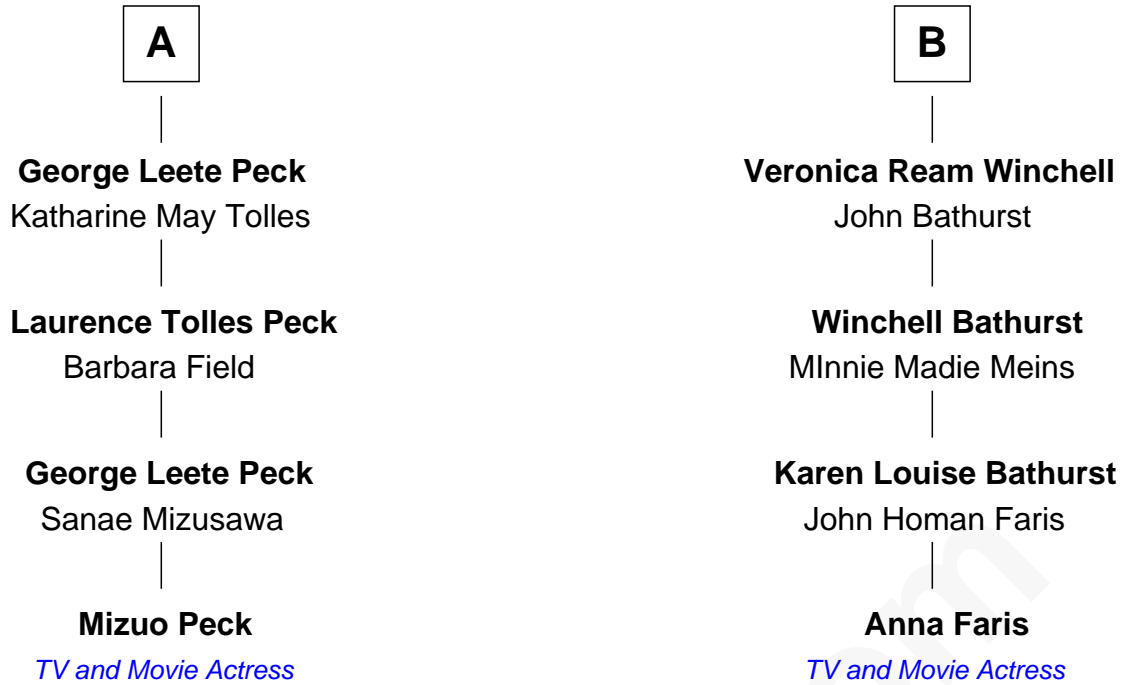 A
George Leete Peck
Katharine May Tolles
Laurence Tolles Peck
Barbara Field
George Leete Peck
Sanae Mizusawa
Mizuo Peck
TV and Movie Actress
B
Veronica Ream Winchell
John Bathurst
Winchell Bathurst
MInnie Madie Meins
Karen Louise Bathurst
John Homan Faris
Anna Faris
TV and Movie Actress